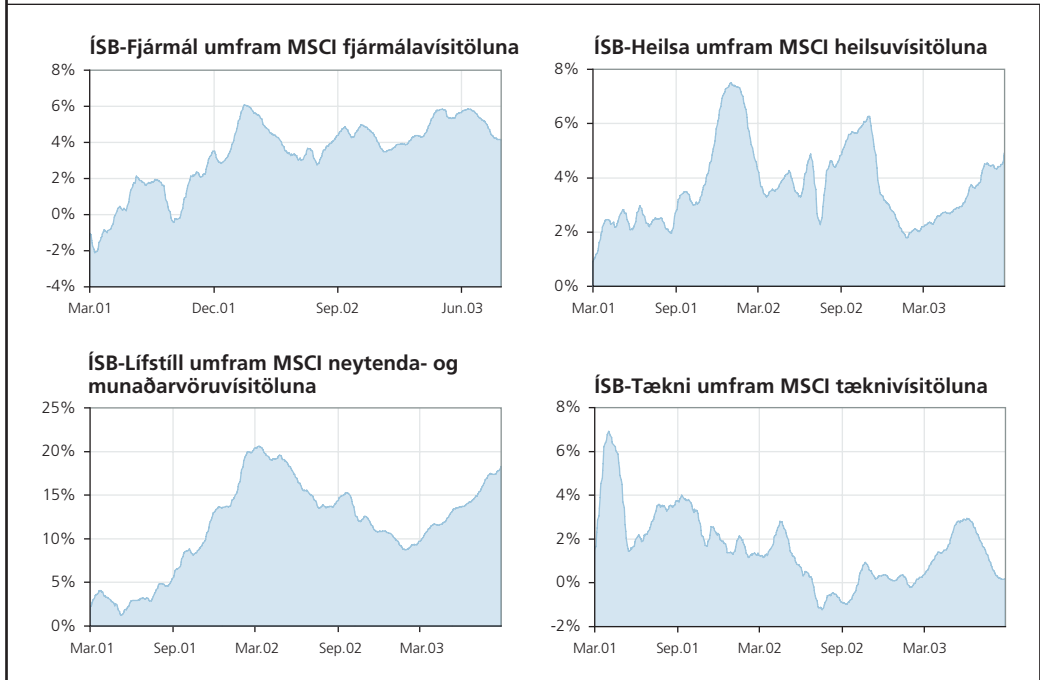 ÍSB-Fjármál umfram MSCI fjármálavísitöluna
8%
6%
4%
2%
0%
-2%
-4%
Mar.01 Dec.01 Sep.02 Jun.03
ÍSB-Heilsa umfram MSCI heilsuvísitöluna
8%
6%
4%
2%
0%
Mar.01 Sep.01 Mar.02 Sep.02 Mar.03
ÍSB-Lífstíll umfram MSCI neytenda- og
munaðarvöruvísitöluna
25%
20%
15%
10%
5%
0%
Mar.01 Sep.01 Mar.02 Sep.02 Mar.03
ÍSB-Tækni umfram MSCI tæknivísitöluna
8%
6%
4%
2%
0%
-2%
Mar.01 Sep.01 Mar.02 Sep.02 Mar.03